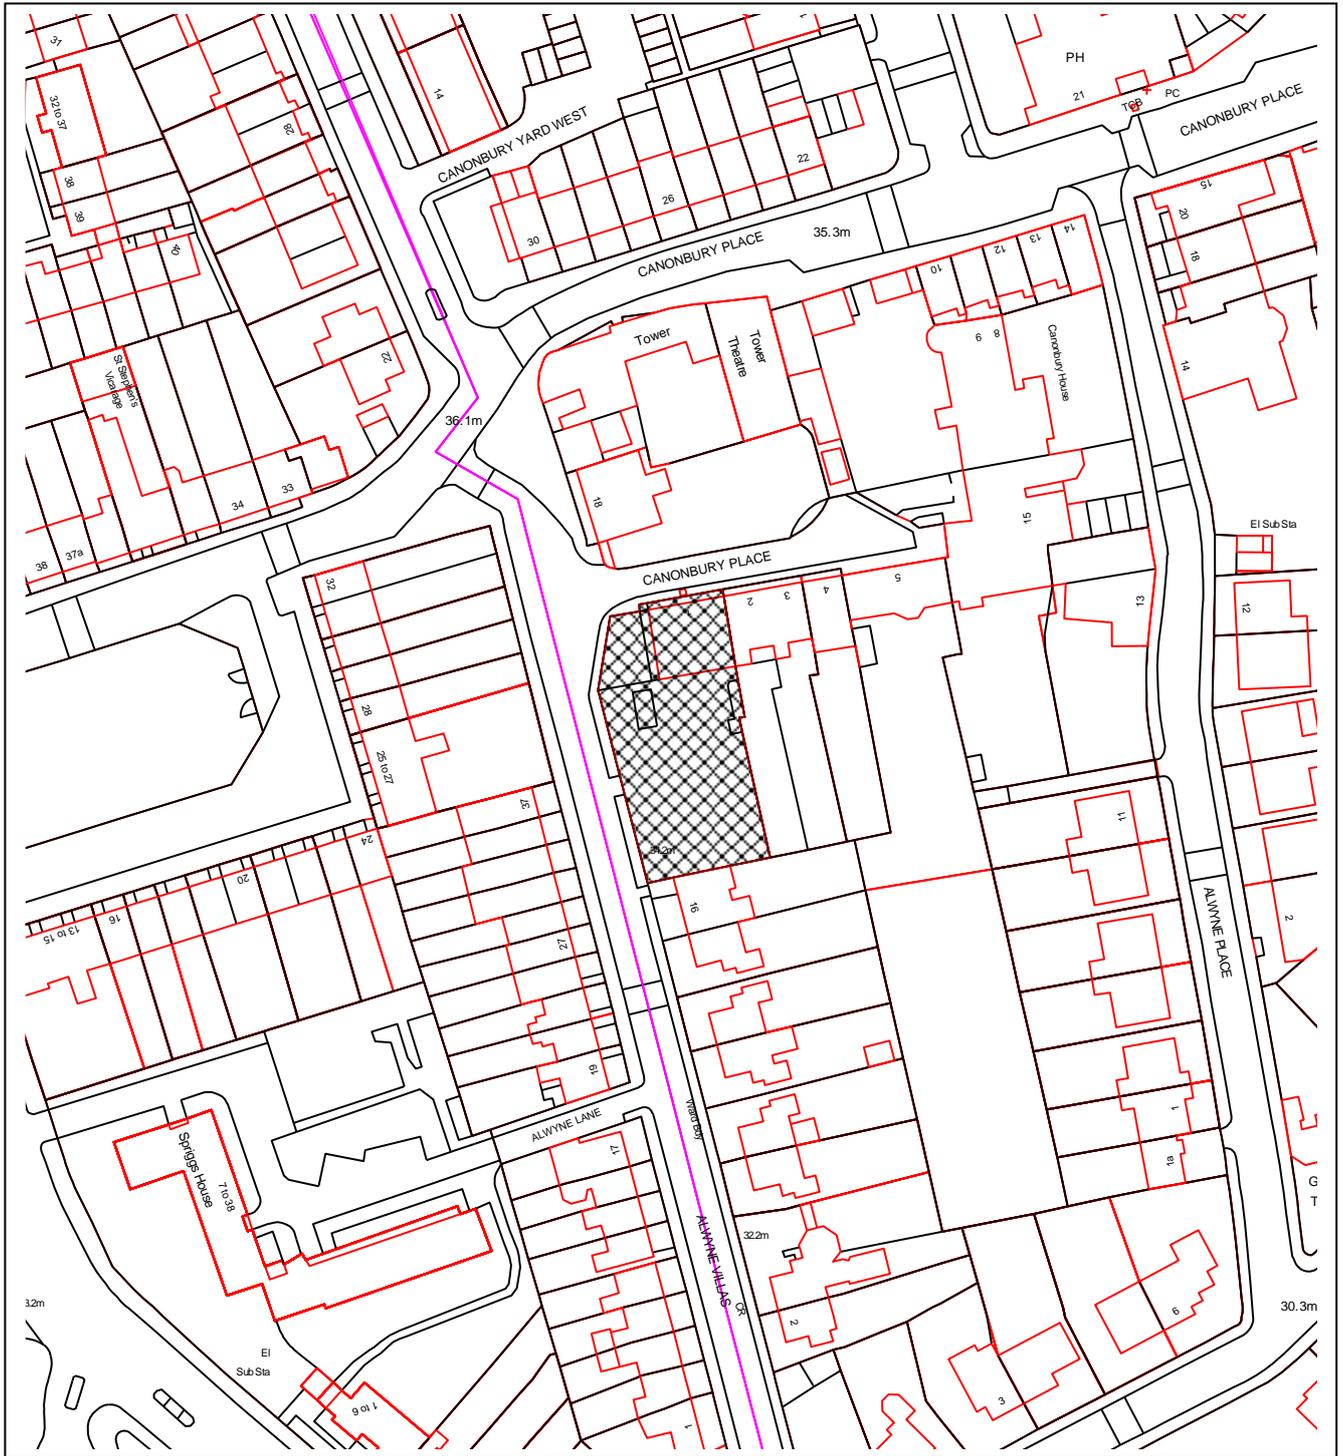 31
32 to 37
28
14
PH
21
TCB
PC
CANONBURY PLACE
CANONBURY YARD WEST
38
39
40
22
26
30
35.3m
CANONBURY PLACE
15
20
18
14
10
12
13
14
Tower
Tower
Theatre
9
8
Canonbury House
22
St Stephen's
Vicarage
36.1m
18
15
34
33
37a
38
El Sub Sta
CANONBURY PLACE
32
2
3
4
5
13
12
28
25 to 27
37
24
20
16
13 to 15
11
16
27
19
ALWYNE PLACE
2
ALWYNE LANE
Ward Bdy
17
1
1a
Spriggs House
7 to 38
ALWYNE VILLAS
CR
32.2m
2
G
T
30.3m
6
3
3.2m
El
Sub Sta
1 to 6
1